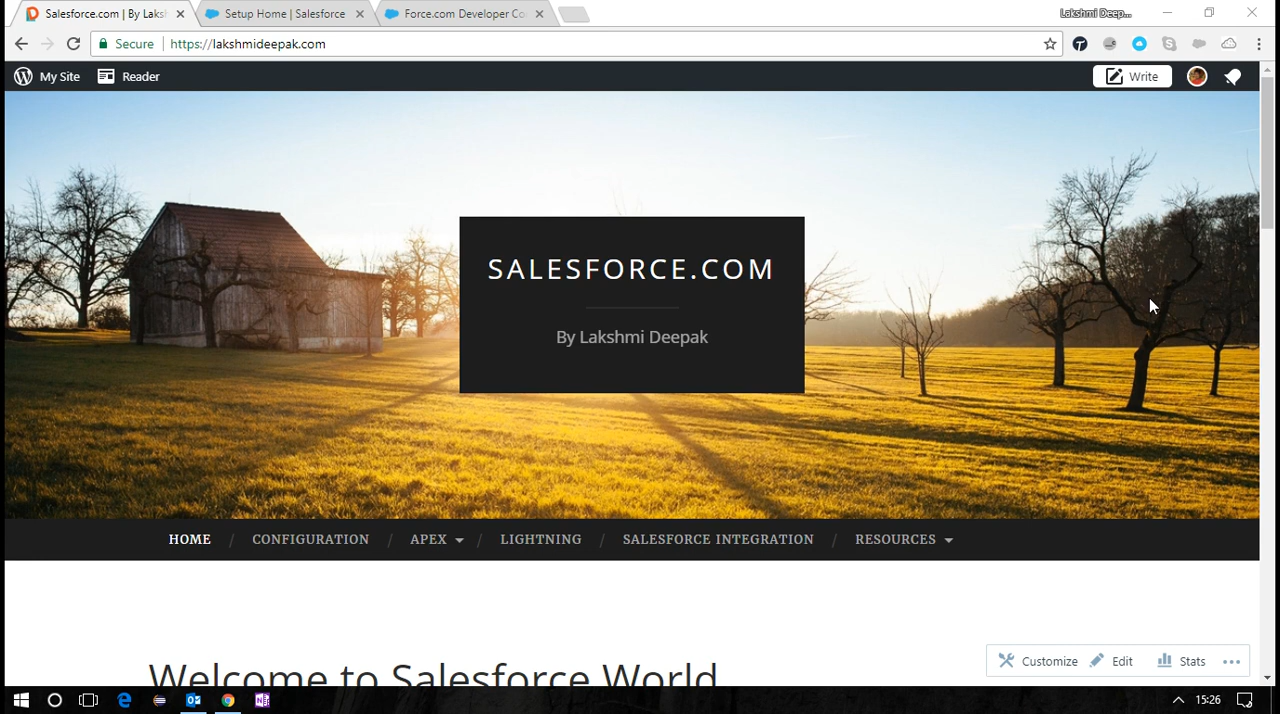 Salesforce.com | By Laks
Setup Home | Salesforce
Force.com Developer Co
Lakshmi Deep...
Secure
https://lakshmideepak.com
My Site
Reader
Write
SALESFORCE.COM
By Lakshmi Deepak
HOME / CONFIGURATION / APEX / LIGHTNING / SALESFORCE INTEGRATION / RESOURCES
Welcome to Salesforce World
Customize
Edit
Stats
15:26